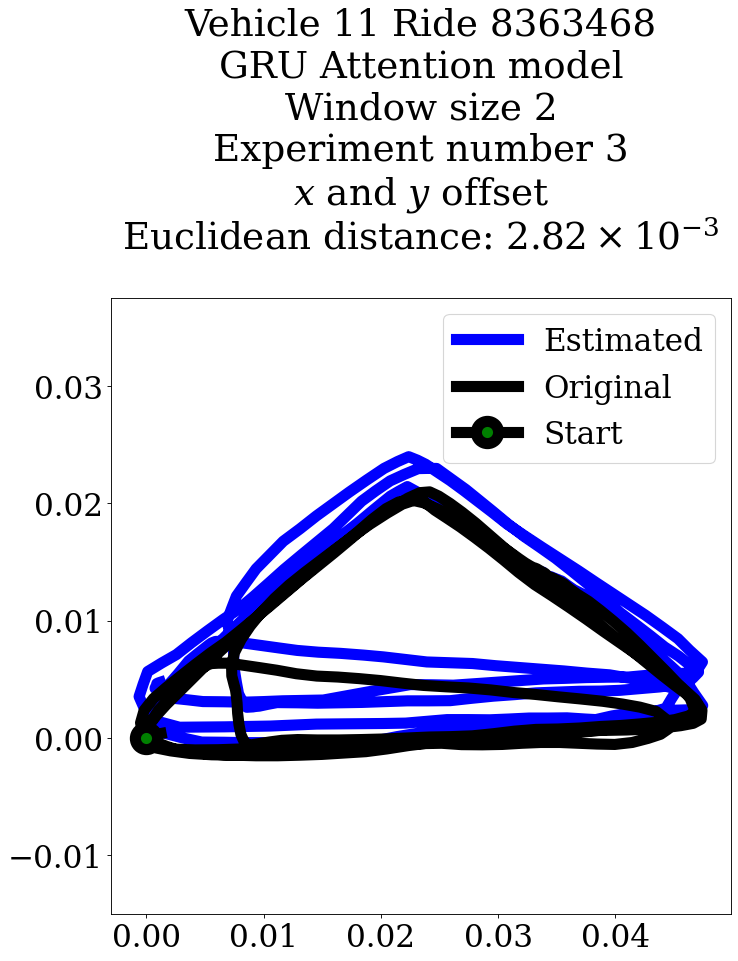 Vehicle 11 Ride 8363468
GRU Attention model
Window size 2
Experiment number 3
x and y offset
Euclidean distance: 2.82 × 10⁻³
Estimated
Original
Start
0.03
0.02
0.01
0.00
−0.01
0.00 0.01 0.02 0.03 0.04